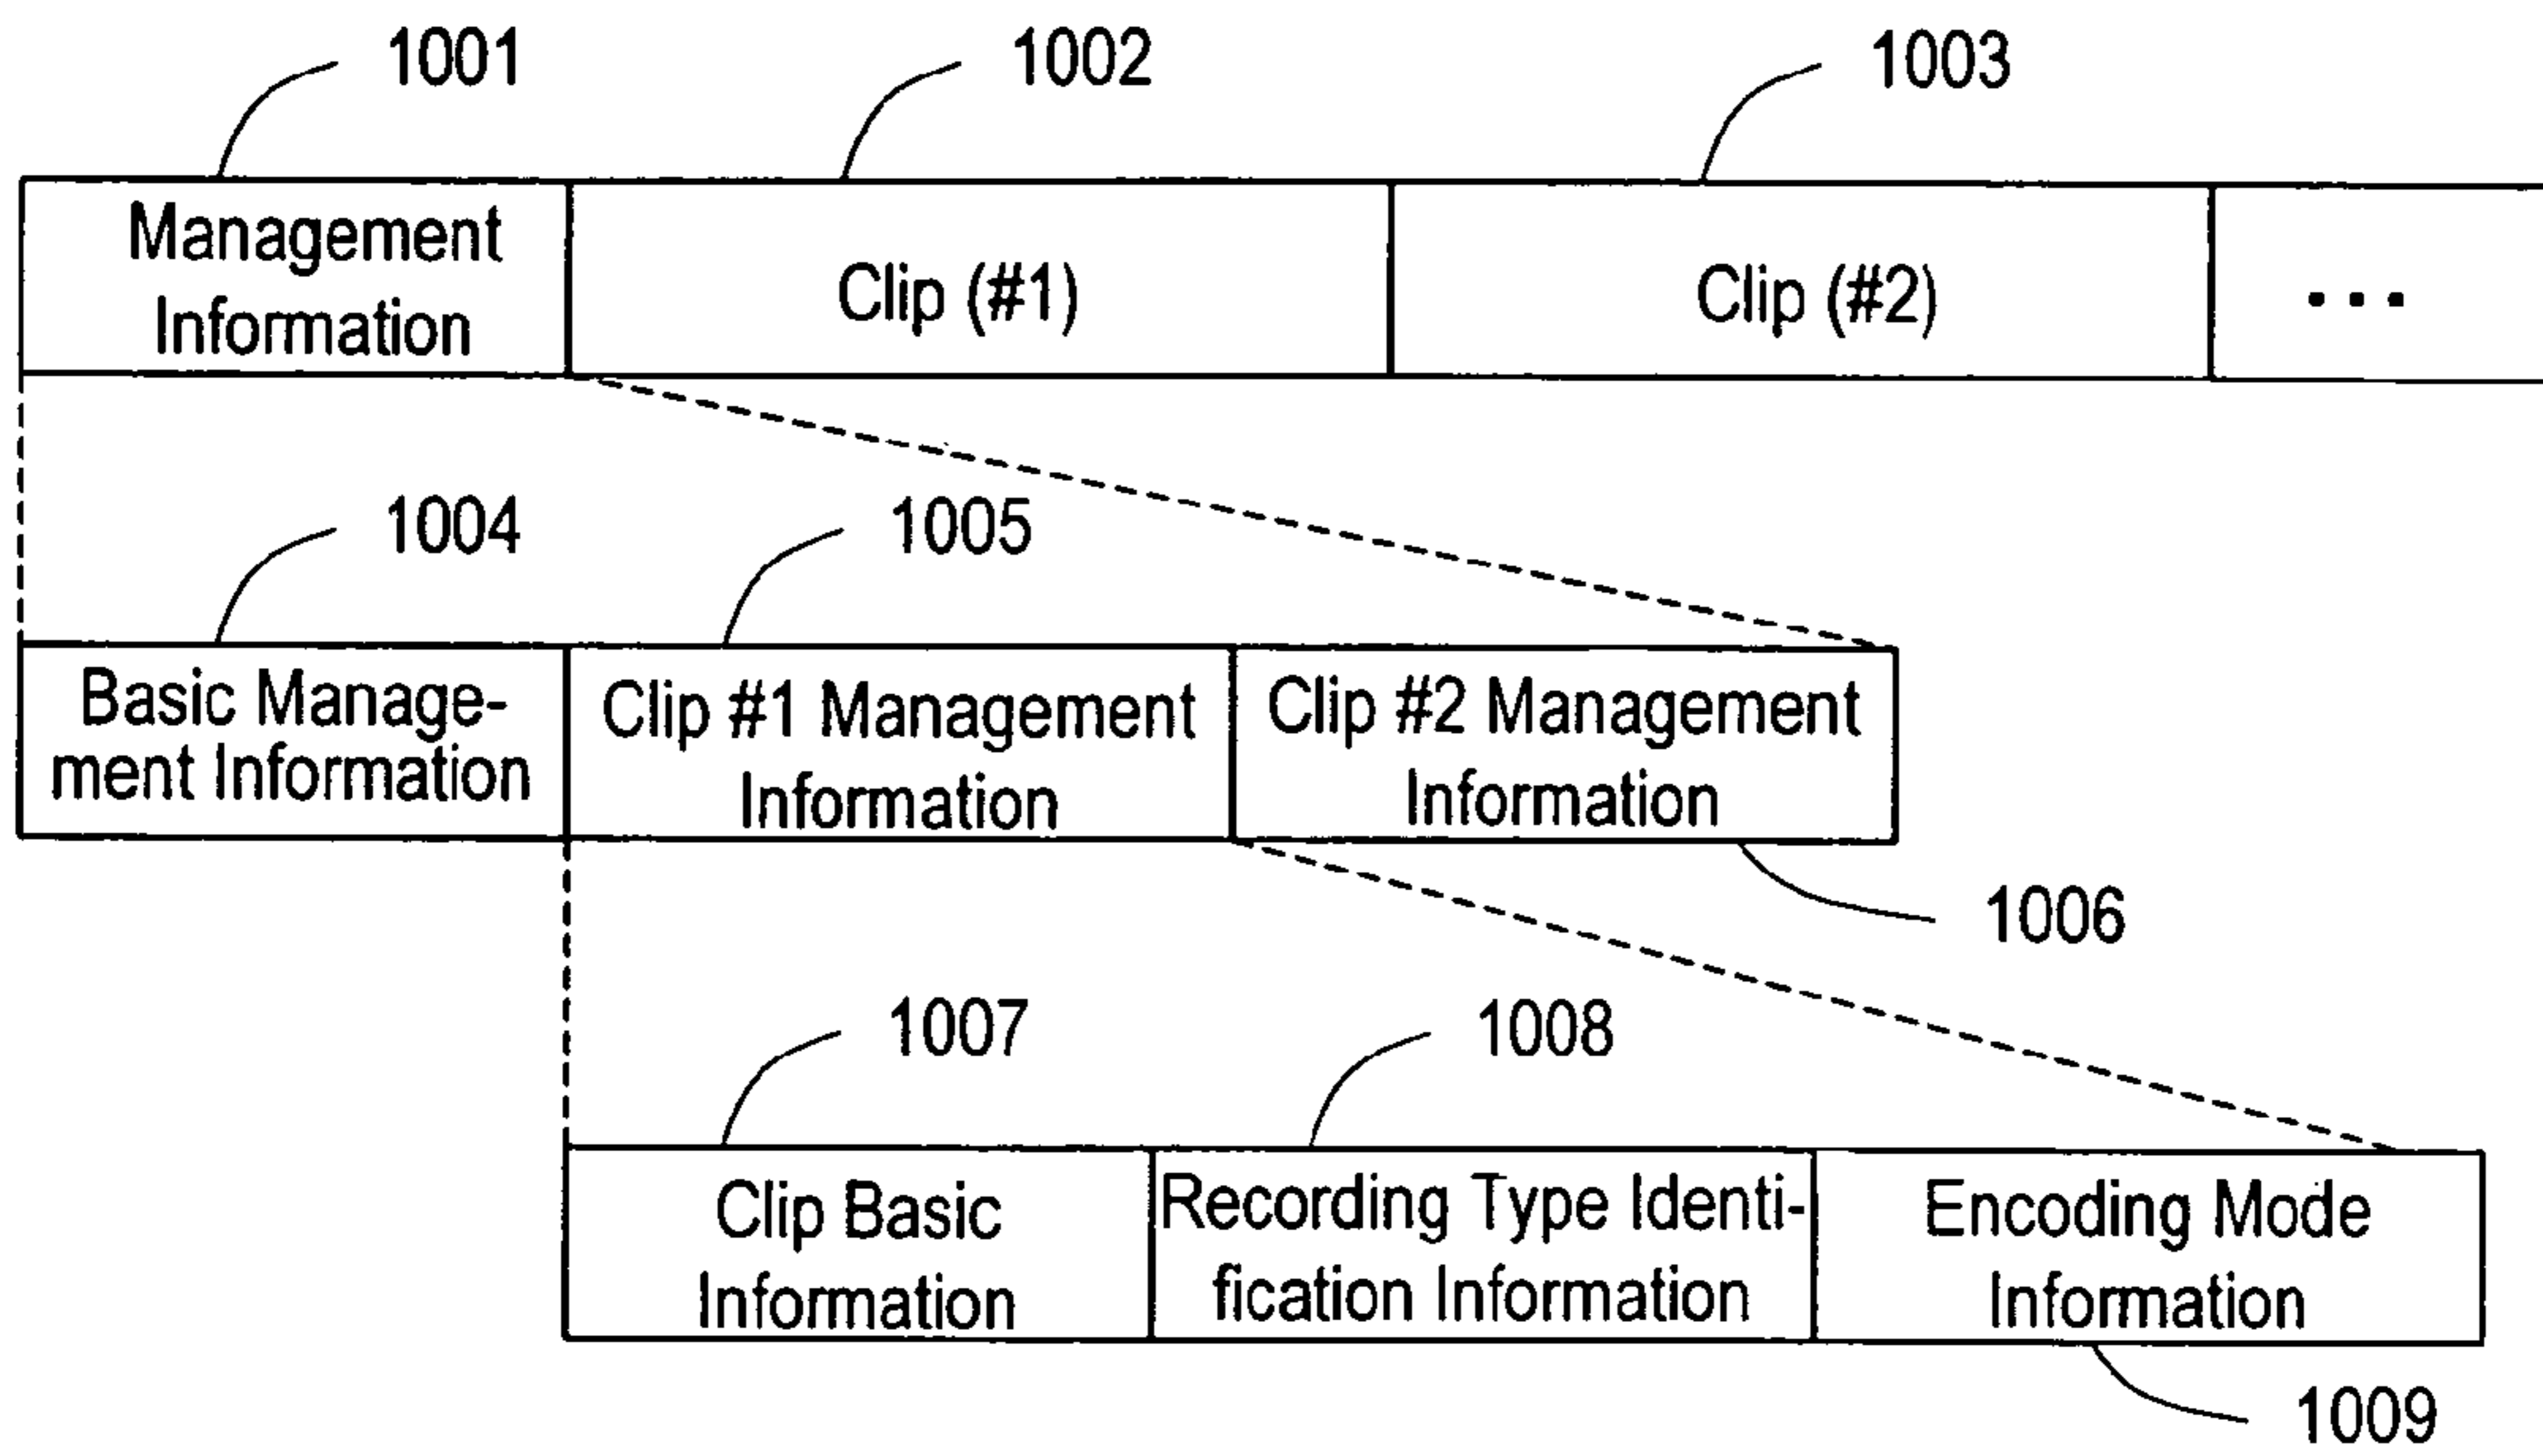 1001
1002
1003
Management
Information
Clip (#1)
Clip (#2)
...
1004
1005
Basic Manage-
ment Information
Clip #1 Management
Information
Clip #2 Management
Information
1006
1007
1008
Clip Basic
Information
Recording Type Identi-
fication Information
Encoding Mode
Information
1009